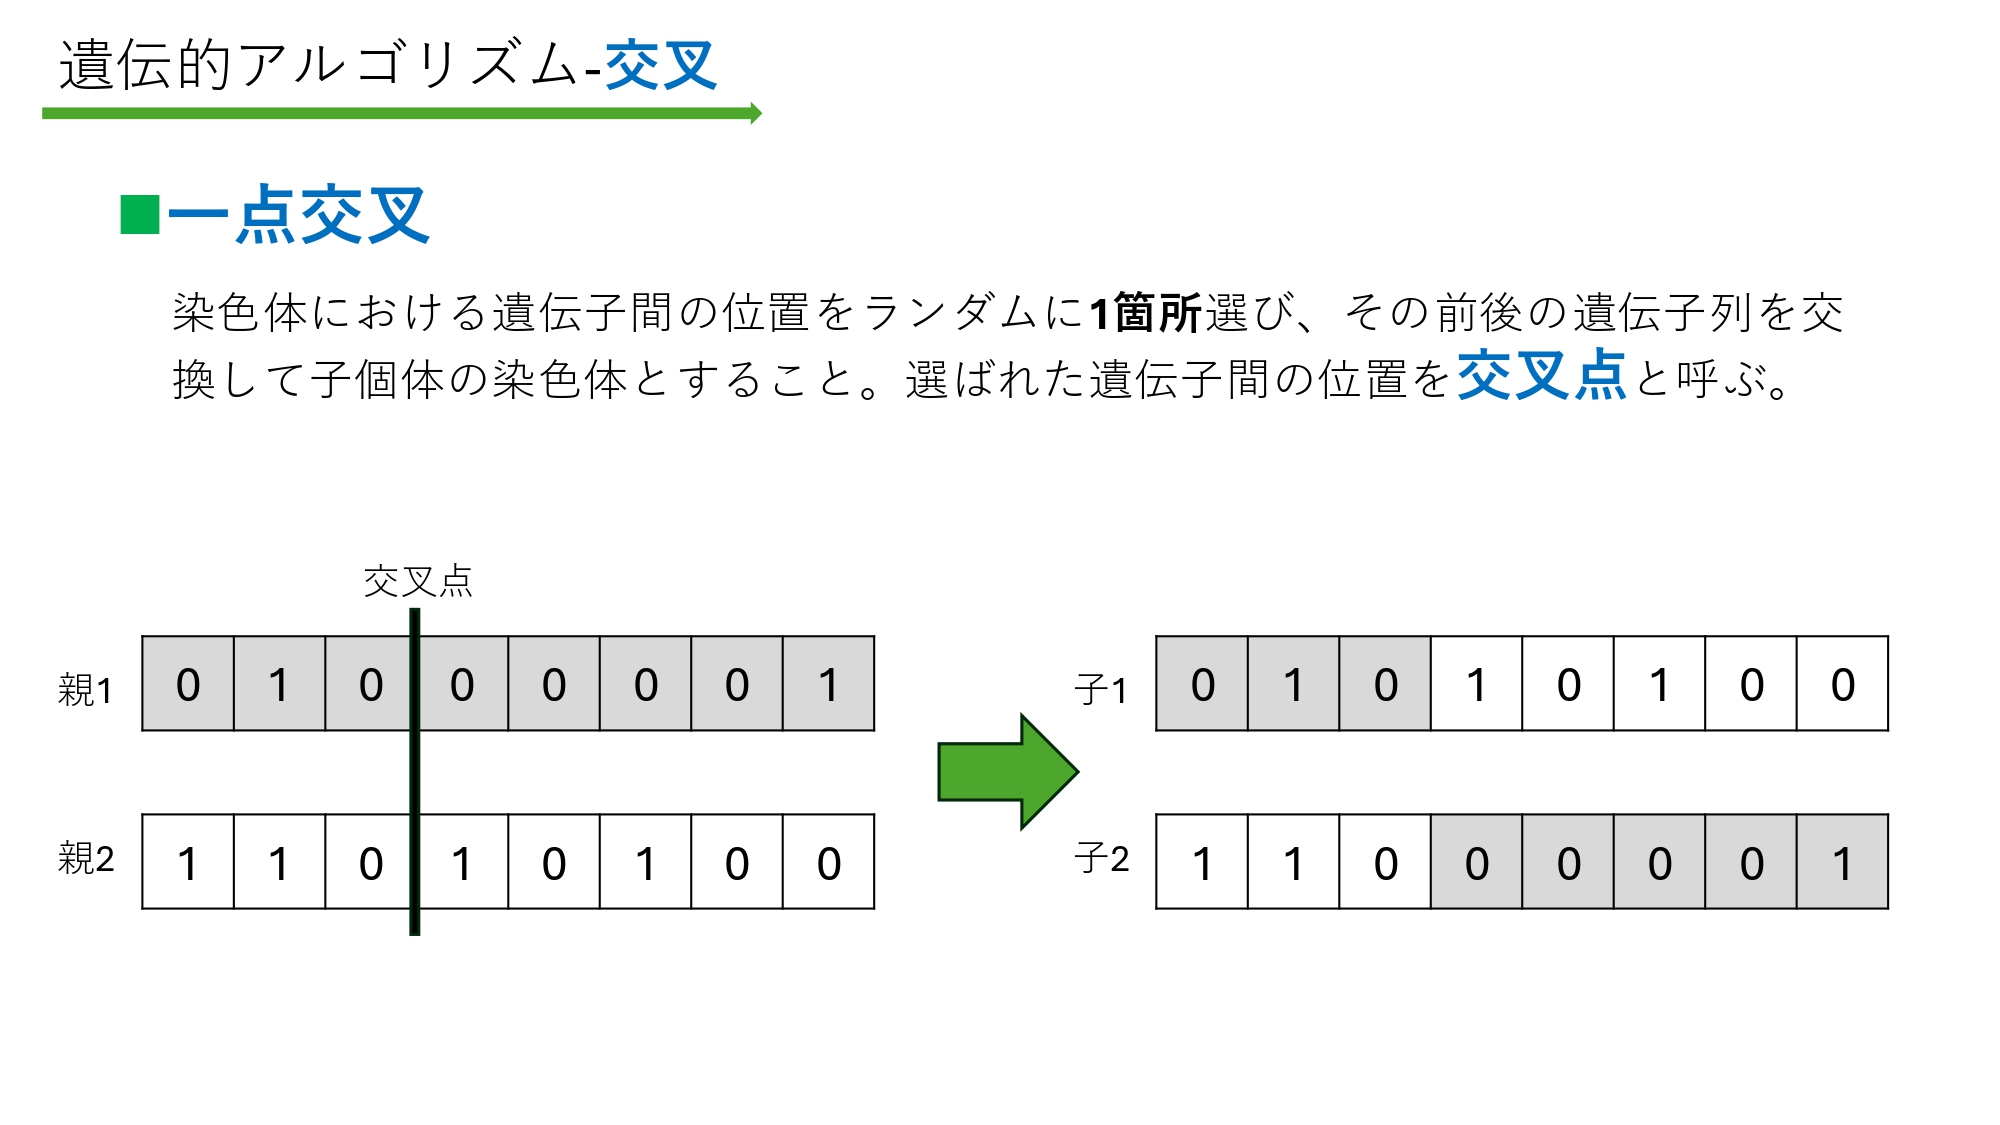 遺伝的アルゴリズム-交叉
■一点交叉
染色体における遺伝子間の位置をランダムに1箇所選び、その前後の遺伝子列を交
換して子個体の染色体とすること。選ばれた遺伝子間の位置を交叉点と呼ぶ。
交叉点
親1 0 1 0 0 0 0 0 1
親2 1 1 0 1 0 1 0 0
子1 0 1 0 1 0 1 0 0
子2 1 1 0 0 0 0 0 1